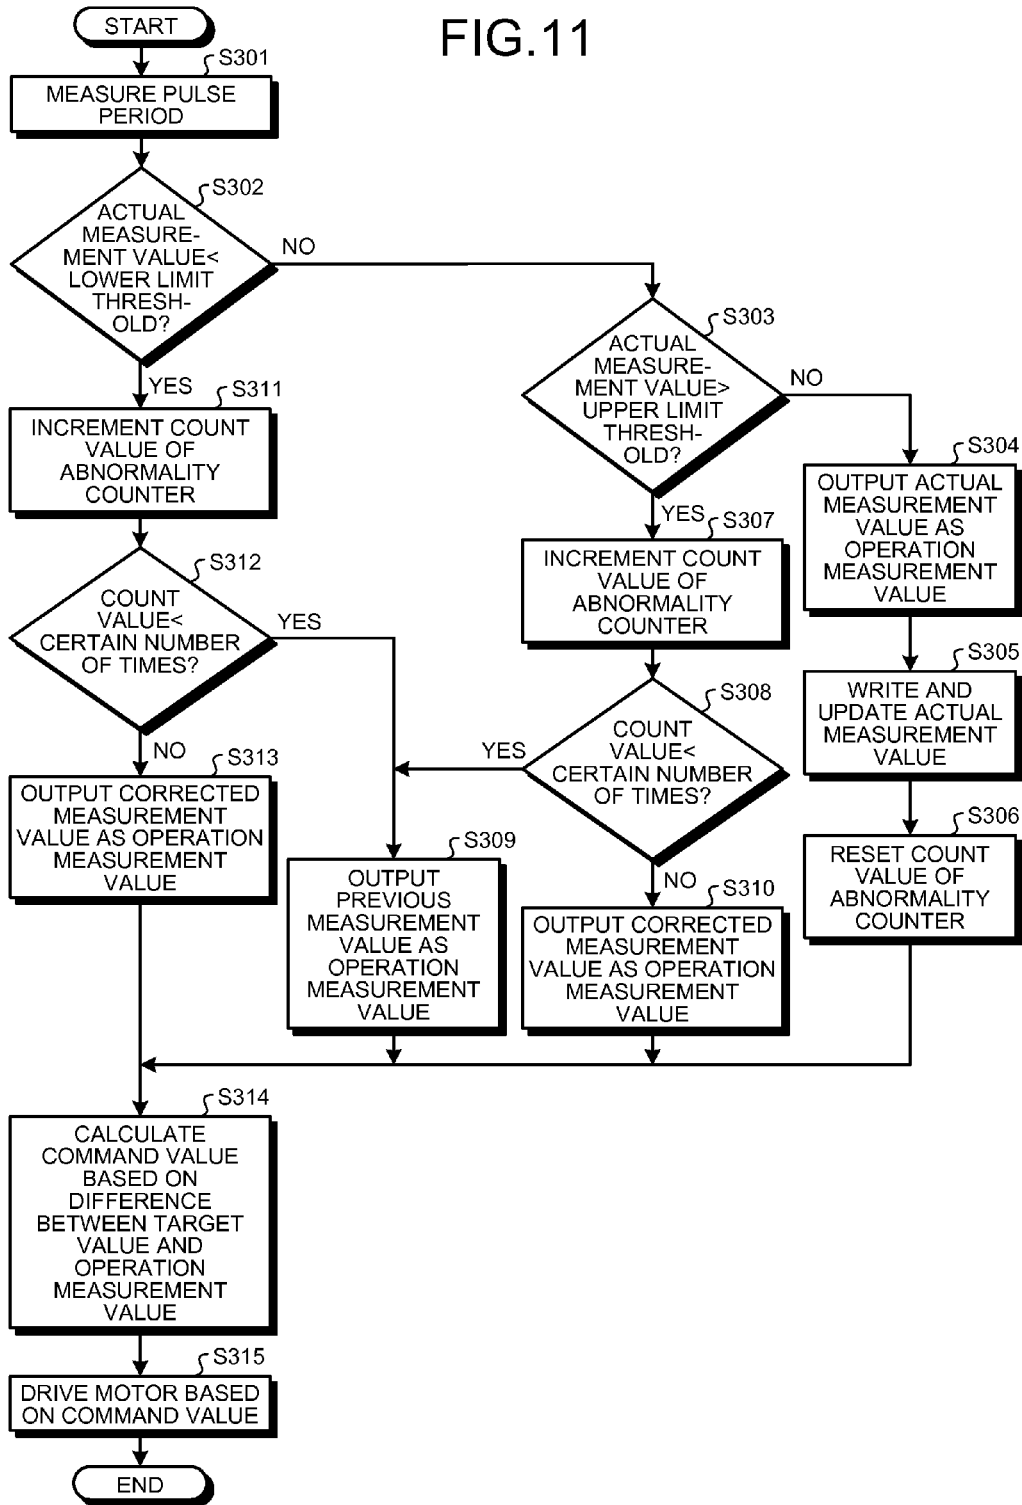 FIG.11
START
S301
MEASURE PULSE
PERIOD
S302
ACTUAL
MEASURE-
MENT VALUE<
LOWER LIMIT
THRESH-
OLD?
NO
YES
S303
ACTUAL
MEASURE-
MENT VALUE>
UPPER LIMIT
THRESH-
OLD?
NO
YES
S304
OUTPUT ACTUAL
MEASUREMENT
VALUE AS
OPERATION
MEASUREMENT
VALUE
S305
WRITE AND
UPDATE ACTUAL
MEASUREMENT
VALUE
S306
RESET COUNT
VALUE OF
ABNORMALITY
COUNTER
S307
INCREMENT COUNT
VALUE OF
ABNORMALITY
COUNTER
S308
COUNT
VALUE<
CERTAIN NUMBER
OF TIMES?
YES
NO
S309
OUTPUT
PREVIOUS
MEASUREMENT
VALUE AS
OPERATION
MEASUREMENT
VALUE
S310
OUTPUT CORRECTED
MEASUREMENT
VALUE AS OPERATION
MEASUREMENT
VALUE
S311
INCREMENT COUNT
VALUE OF
ABNORMALITY
COUNTER
S312
COUNT
VALUE<
CERTAIN NUMBER
OF TIMES?
YES
NO
S313
OUTPUT CORRECTED
MEASUREMENT
VALUE AS OPERATION
MEASUREMENT
VALUE
S314
CALCULATE
COMMAND VALUE
BASED ON
DIFFERENCE
BETWEEN TARGET
VALUE AND
OPERATION
MEASUREMENT
VALUE
S315
DRIVE MOTOR BASED
ON COMMAND VALUE
END